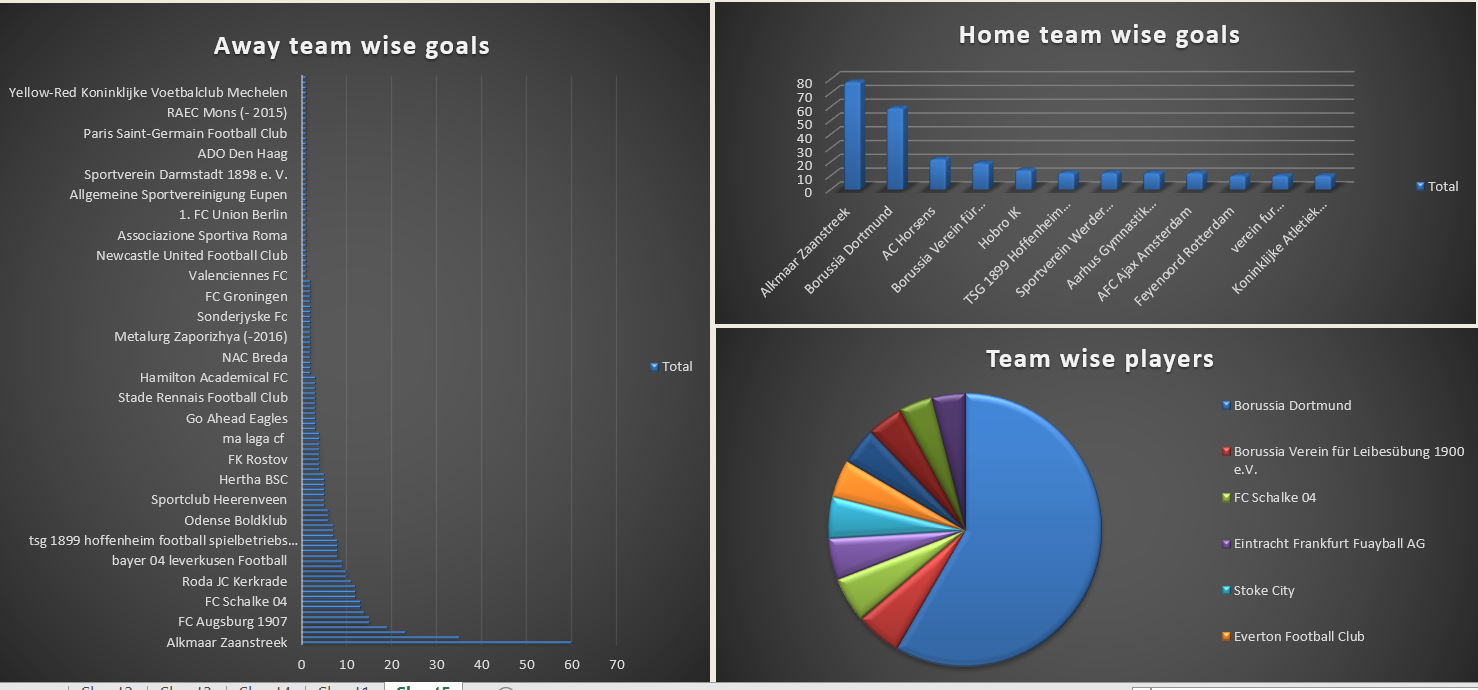 Away team wise goals
Yellow-Red Koninklijke Voetbalclub Mechelen
RAEC Mons (- 2015)
Paris Saint-Germain Football Club
ADO Den Haag
Sportverein Darmstadt 1898 e. V.
Allgemeine Sportvereinigung Eupen
1. FC Union Berlin
Associazione Sportiva Roma
Newcastle United Football Club
Valenciennes FC
FC Groningen
Sonderjyske Fc
Metalurg Zaporizhya (-2016)
NAC Breda
Hamilton Academical FC
Stade Rennais Football Club
Go Ahead Eagles
ma laga cf
FK Rostov
Hertha BSC
Sportclub Heerenveen
Odense Boldklub
tsg 1899 hoffenheim football spielbetriebs...
bayer 04 leverkusen Football
Roda JC Kerkrade
FC Schalke 04
FC Augsburg 1907
Alkmaar Zaanstreek
0 10 20 30 40 50 60 70
Total
Home team wise goals
80
70
60
50
40
30
20
10
0
Alkmaar Zaanstreek
Borussia Dortmund
AC Horsens
Borussia Verein für...
Hobro IK
TSG 1899 Hoffenheim...
Sportverein Werder...
Aarhus Gymnastik...
AFC Ajax Amsterdam
Feyenoord Rotterdam
verein fur...
Koninklijke Atletiek...
Total
Team wise players
Borussia Dortmund
Borussia Verein für Leibesübung 1900
e.V.
FC Schalke 04
Eintracht Frankfurt Fuayball AG
Stoke City
Everton Football Club